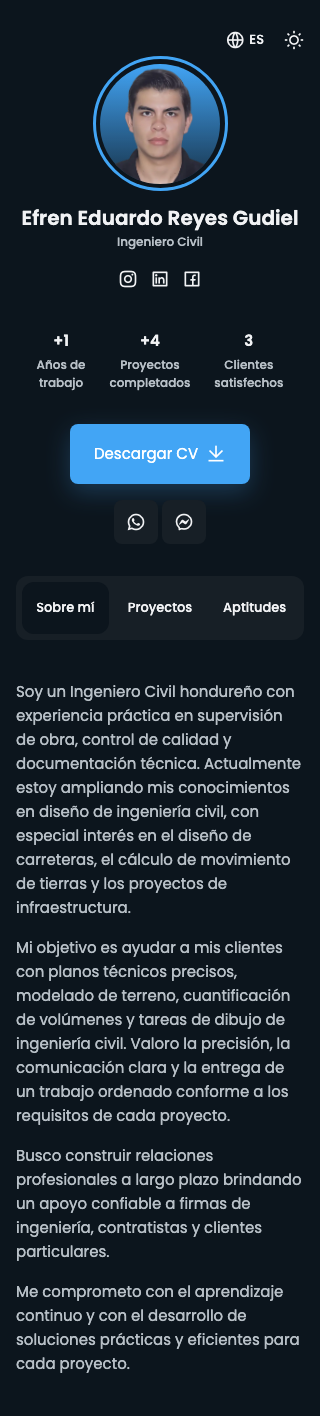 ES
Efren Eduardo Reyes Gudiel
Ingeniero Civil
+1
Años de
trabajo
+4
Proyectos
completados
3
Clientes
satisfechos
Descargar CV
Sobre mí
Proyectos
Aptitudes
Soy un Ingeniero Civil hondureño con
experiencia práctica en supervisión
de obra, control de calidad y
documentación técnica. Actualmente
estoy ampliando mis conocimientos
en diseño de ingeniería civil, con
especial interés en el diseño de
carreteras, el cálculo de movimiento
de tierras y los proyectos de
infraestructura.
Mi objetivo es ayudar a mis clientes
con planos técnicos precisos,
modelado de terreno, cuantificación
de volúmenes y tareas de dibujo de
ingeniería civil. Valoro la precisión, la
comunicación clara y la entrega de
un trabajo ordenado conforme a los
requisitos de cada proyecto.
Busco construir relaciones
profesionales a largo plazo brindando
un apoyo confiable a firmas de
ingeniería, contratistas y clientes
particulares.
Me comprometo con el aprendizaje
continuo y con el desarrollo de
soluciones prácticas y eficientes para
cada proyecto.